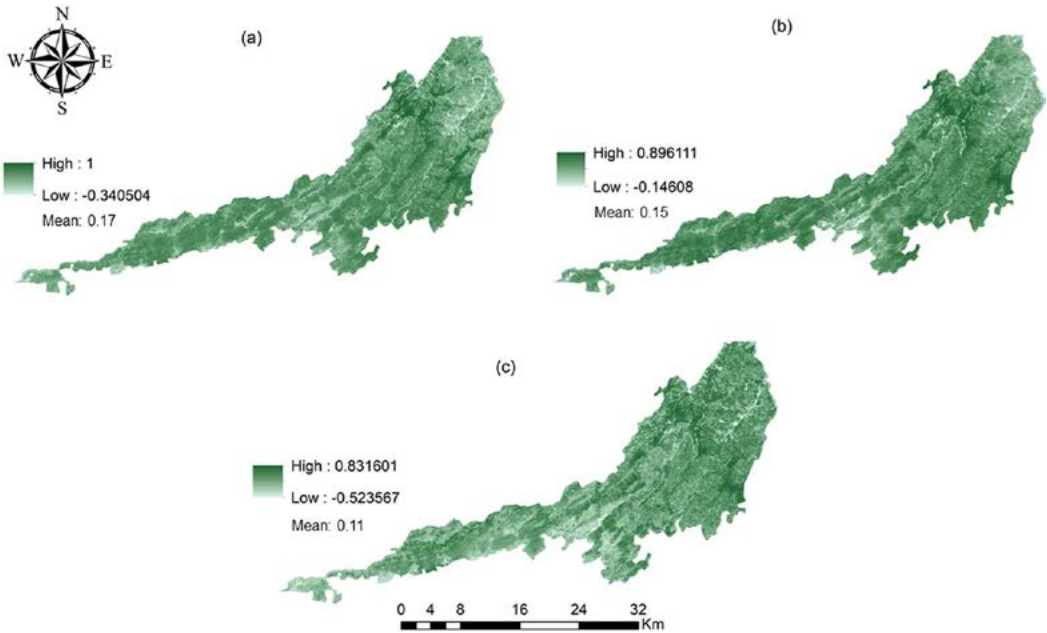 N
W E
S
(a)
High : 1
Low : -0.340504
Mean: 0.17
(b)
High : 0.896111
Low : -0.14608
Mean: 0.15
(c)
High : 0.831601
Low : -0.523567
Mean: 0.11
0 2 4 8 16 24 32
Km